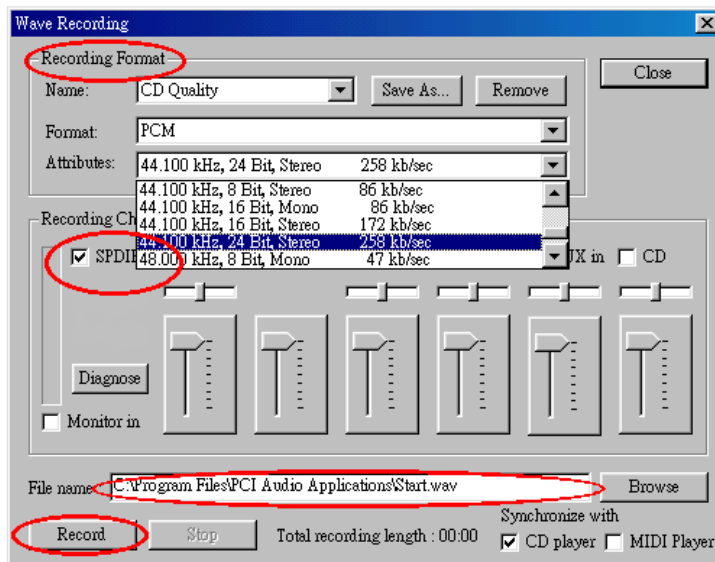 Wave Recording
Recording Format
Close
Name: CD Quality Save As... Remove
Format: PCM
Attributes: 44.100 kHz, 24 Bit, Stereo 258 kb/sec
44.100 kHz, 8 Bit, Stereo 86 kb/sec
44.100 kHz, 16 Bit, Mono 86 kb/sec
44.100 kHz, 16 Bit, Stereo 172 kb/sec
44.100 kHz, 24 Bit, Stereo 258 kb/sec
48.000 kHz, 8 Bit, Mono 47 kb/sec
Recording Ch
SPDIF
UX in CD
Diagnose
Monitor in
File name: C:\Program Files\PCI Audio Applications\Start.wav Browse
Record Stop Total recording length : 00:00
Synchronize with
CD player MIDI Player